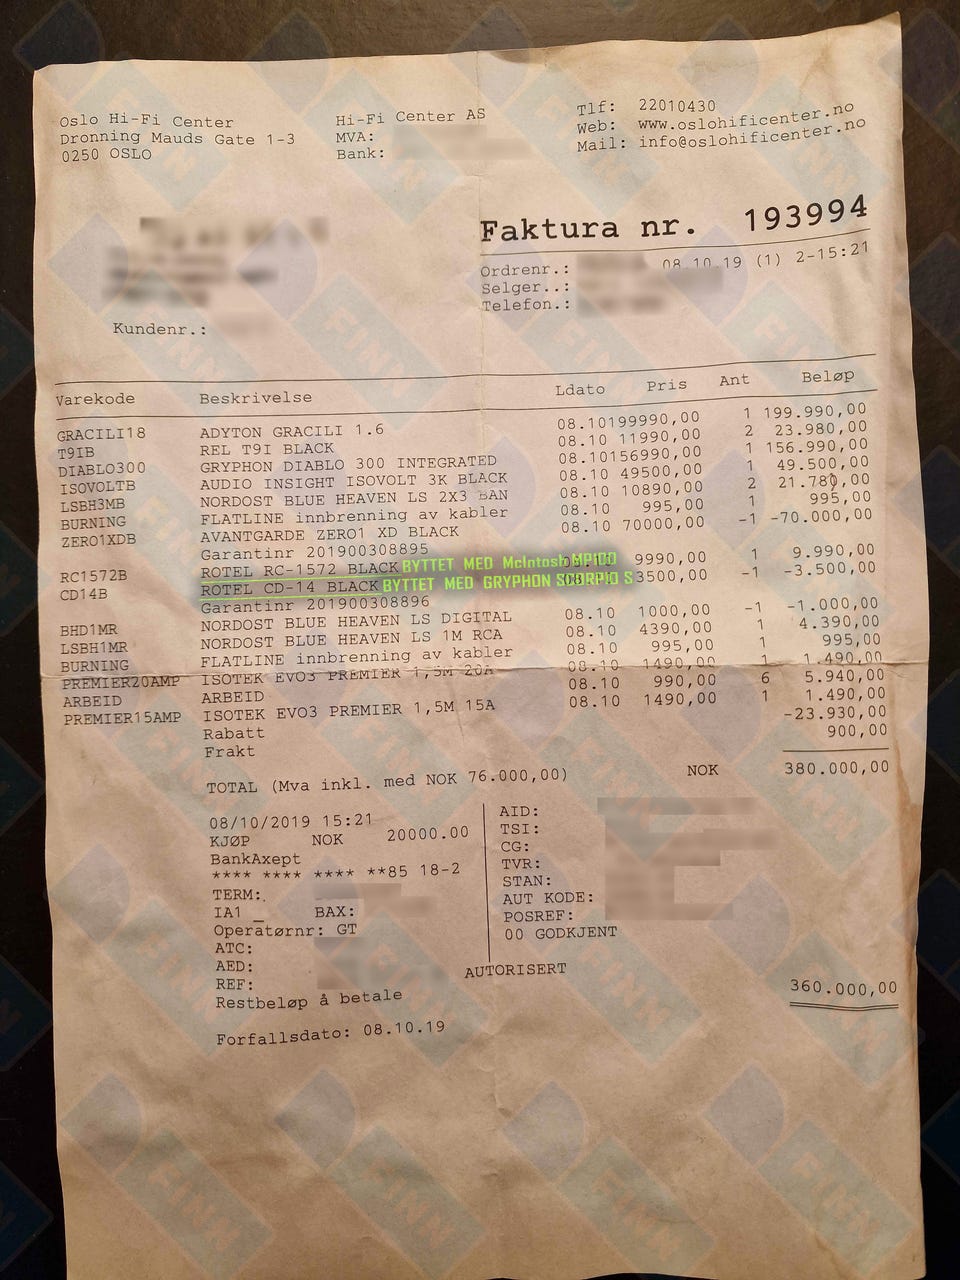 Oslo Hi-Fi Center
Dronning Mauds Gate 1-3
0250 OSLO
Hi-Fi Center AS
MVA:
Bank:
Tlf: 22010430
Web: www.oslohificenter.no
Mail: info@oslohificenter.no
Faktura nr. 193994
Ordrenr.: 08.10.19 (1) 2-15:21
Selger..:
Telefon.:
Kundenr.:
Varekode Beskrivelse Ldato Pris Ant Beløp
GRACILI18 ADYTON GRACILI 1.6 08.10199990,00 1 199.990,00
T9IB REL T9I BLACK 08.10 11990,00 2 23.980,00
DIABLO300 GRYPHON DIABLO 300 INTEGRATED 08.10156990,00 1 156.990,00
ISOVOLTB AUDIO INSIGHT ISOVOLT 3K BLACK 08.10 49500,00 1 49.500,00
LSBH3MB NORDOST BLUE HEAVEN LS 2X3 BAN 08.10 10890,00 2 21.780,00
BURNING FLATLINE innbrenning av kabler 08.10 995,00 1 995,00
ZERO1XDB AVANTGARDE ZERO1 XD BLACK 08.10 70000,00 -1 -70.000,00
Garantinr 201900308895
RC1572B ROTEL RC-1572 BLACK BYTTET MED McIntosh MP100 9990,00 1 9.990,00
CD14B ROTEL CD-14 BLACK BYTTET MED GRYPHON SCORPIO S 3500,00 -1 -3.500,00
Garantinr 201900308896
BHD1MR NORDOST BLUE HEAVEN LS DIGITAL 08.10 1000,00 -1 -1.000,00
LSBH1MR NORDOST BLUE HEAVEN LS 1M RCA 08.10 4390,00 1 4.390,00
BURNING FLATLINE innbrenning av kabler 08.10 995,00 1 995,00
PREMIER20AMP ISOTEK EVO3 PREMIER 1,5M 20A 08.10 1490,00 1 1.490,00
ARBEID ARBEID 08.10 990,00 6 5.940,00
PREMIER15AMP ISOTEK EVO3 PREMIER 1,5M 15A 08.10 1490,00 1 1.490,00
Rabatt -23.930,00
Frakt 900,00
TOTAL (Mva inkl. med NOK 76.000,00) NOK 380.000,00
08/10/2019 15:21
KJØP NOK 20000.00
BankAxept
**** **** **** **85 18-2
TERM:
IA1 _ BAX:
Operatørnr: GT
ATC:
AED:
REF:
AID:
TSI:
CG:
TVR:
STAN:
AUT KODE:
POSREF:
00 GODKJENT
AUTORISERT
Restbeløp å betale 360.000,00
Forfallsdato: 08.10.19
FINN